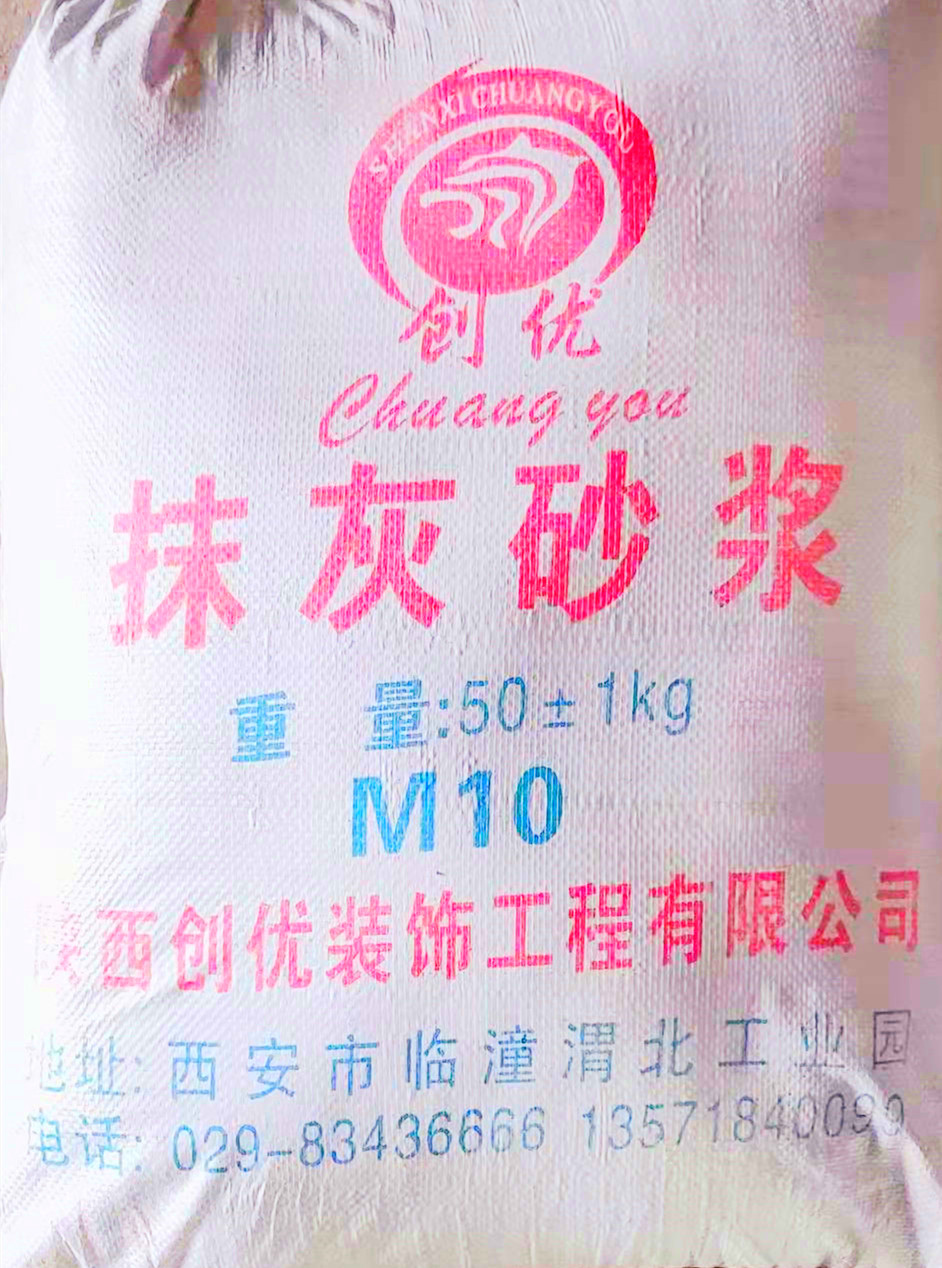 SHANXI CHUANGYOU
创优
Chuang you
抹灰砂浆
重 量:50±1kg
M10
陕西创优装饰工程有限公司
地址: 西安市临潼渭北工业园
电话: 029-83436666 13571840099